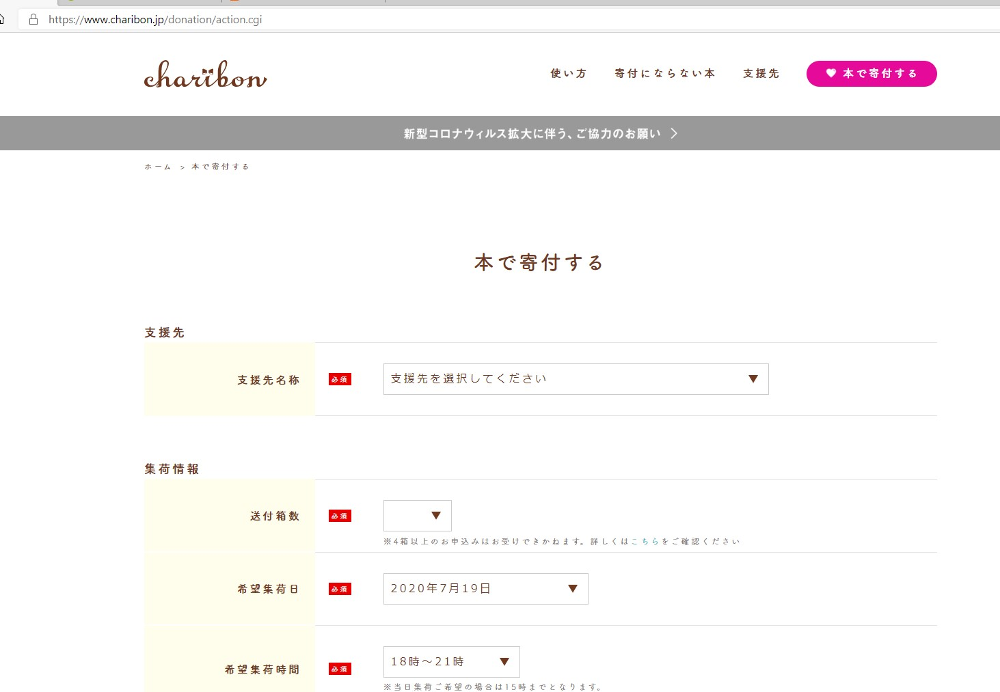 https://www.charibon.jp/donation/action.cgi
charibon
使い方 寄付にならない本 支援先 本で寄付する
新型コロナウィルス拡大に伴う、ご協力のお願い >
ホーム > 本で寄付する
本で寄付する
支援先
支援先名称 必須 支援先を選択してください ▼
集荷情報
送付箱数 必須 ▼
※4箱以上のお申込みはお受けできかねます。詳しくはこちらをご確認ください
希望集荷日 必須 2020年7月19日 ▼
希望集荷時間 必須 18時～21時 ▼
※当日集荷ご希望の場合は15時までとなります。